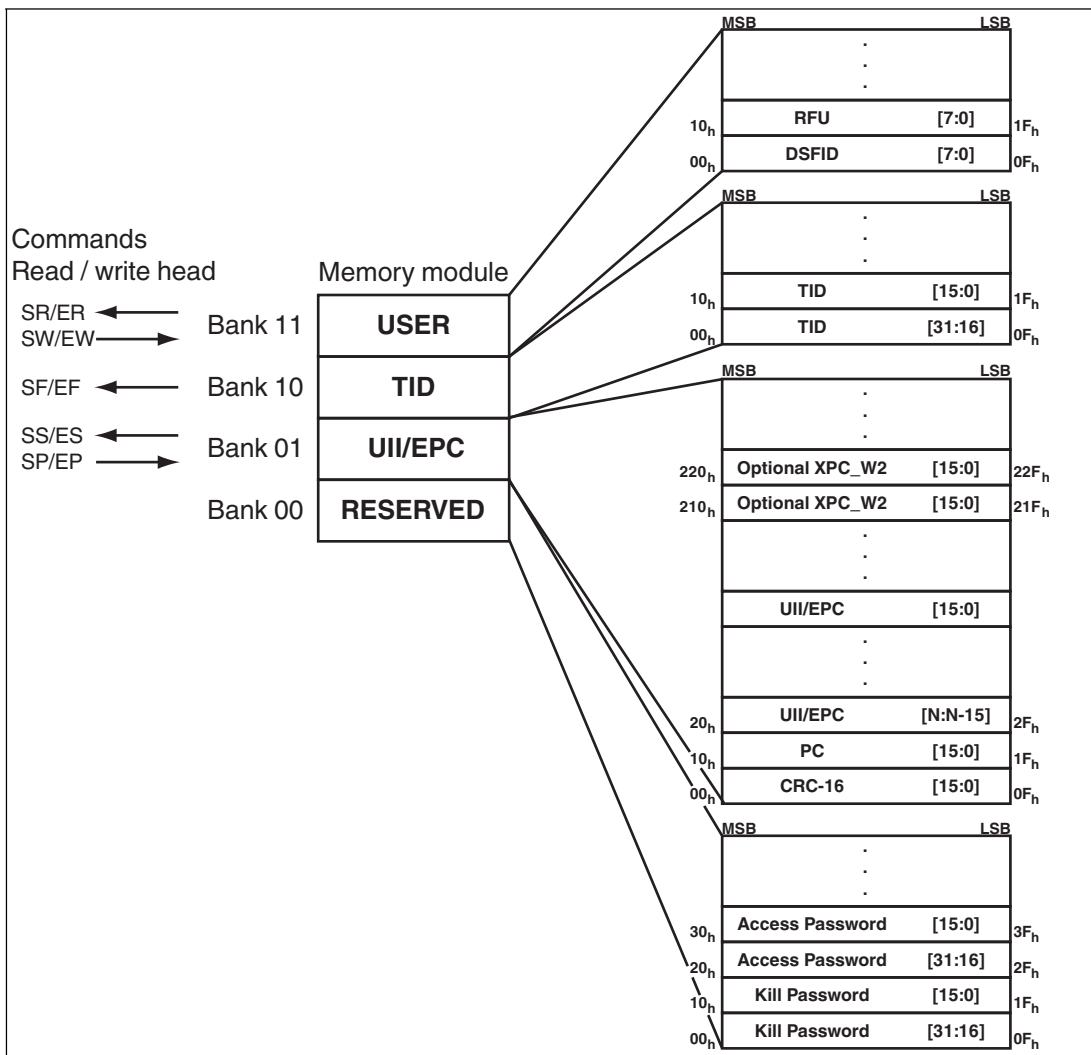 Commands
Read / write head
SR/ER
SW/EW
SF/EF
SS/ES
SP/EP
Memory module
Bank 11 USER
Bank 10 TID
Bank 01 UII/EPC
Bank 00 RESERVED
MSB LSB
10h RFU [7:0] 1Fh
00h DSFID [7:0] 0Fh
MSB LSB
10h TID [15:0] 1Fh
00h TID [31:16] 0Fh
MSB LSB
220h Optional XPC_W2 [15:0] 22Fh
210h Optional XPC_W2 [15:0] 21Fh
UII/EPC [15:0]
20h UII/EPC [N:N-15] 2Fh
10h PC [15:0] 1Fh
00h CRC-16 [15:0] 0Fh
MSB LSB
30h Access Password [15:0] 3Fh
20h Access Password [31:16] 2Fh
10h Kill Password [15:0] 1Fh
00h Kill Password [31:16] 0Fh